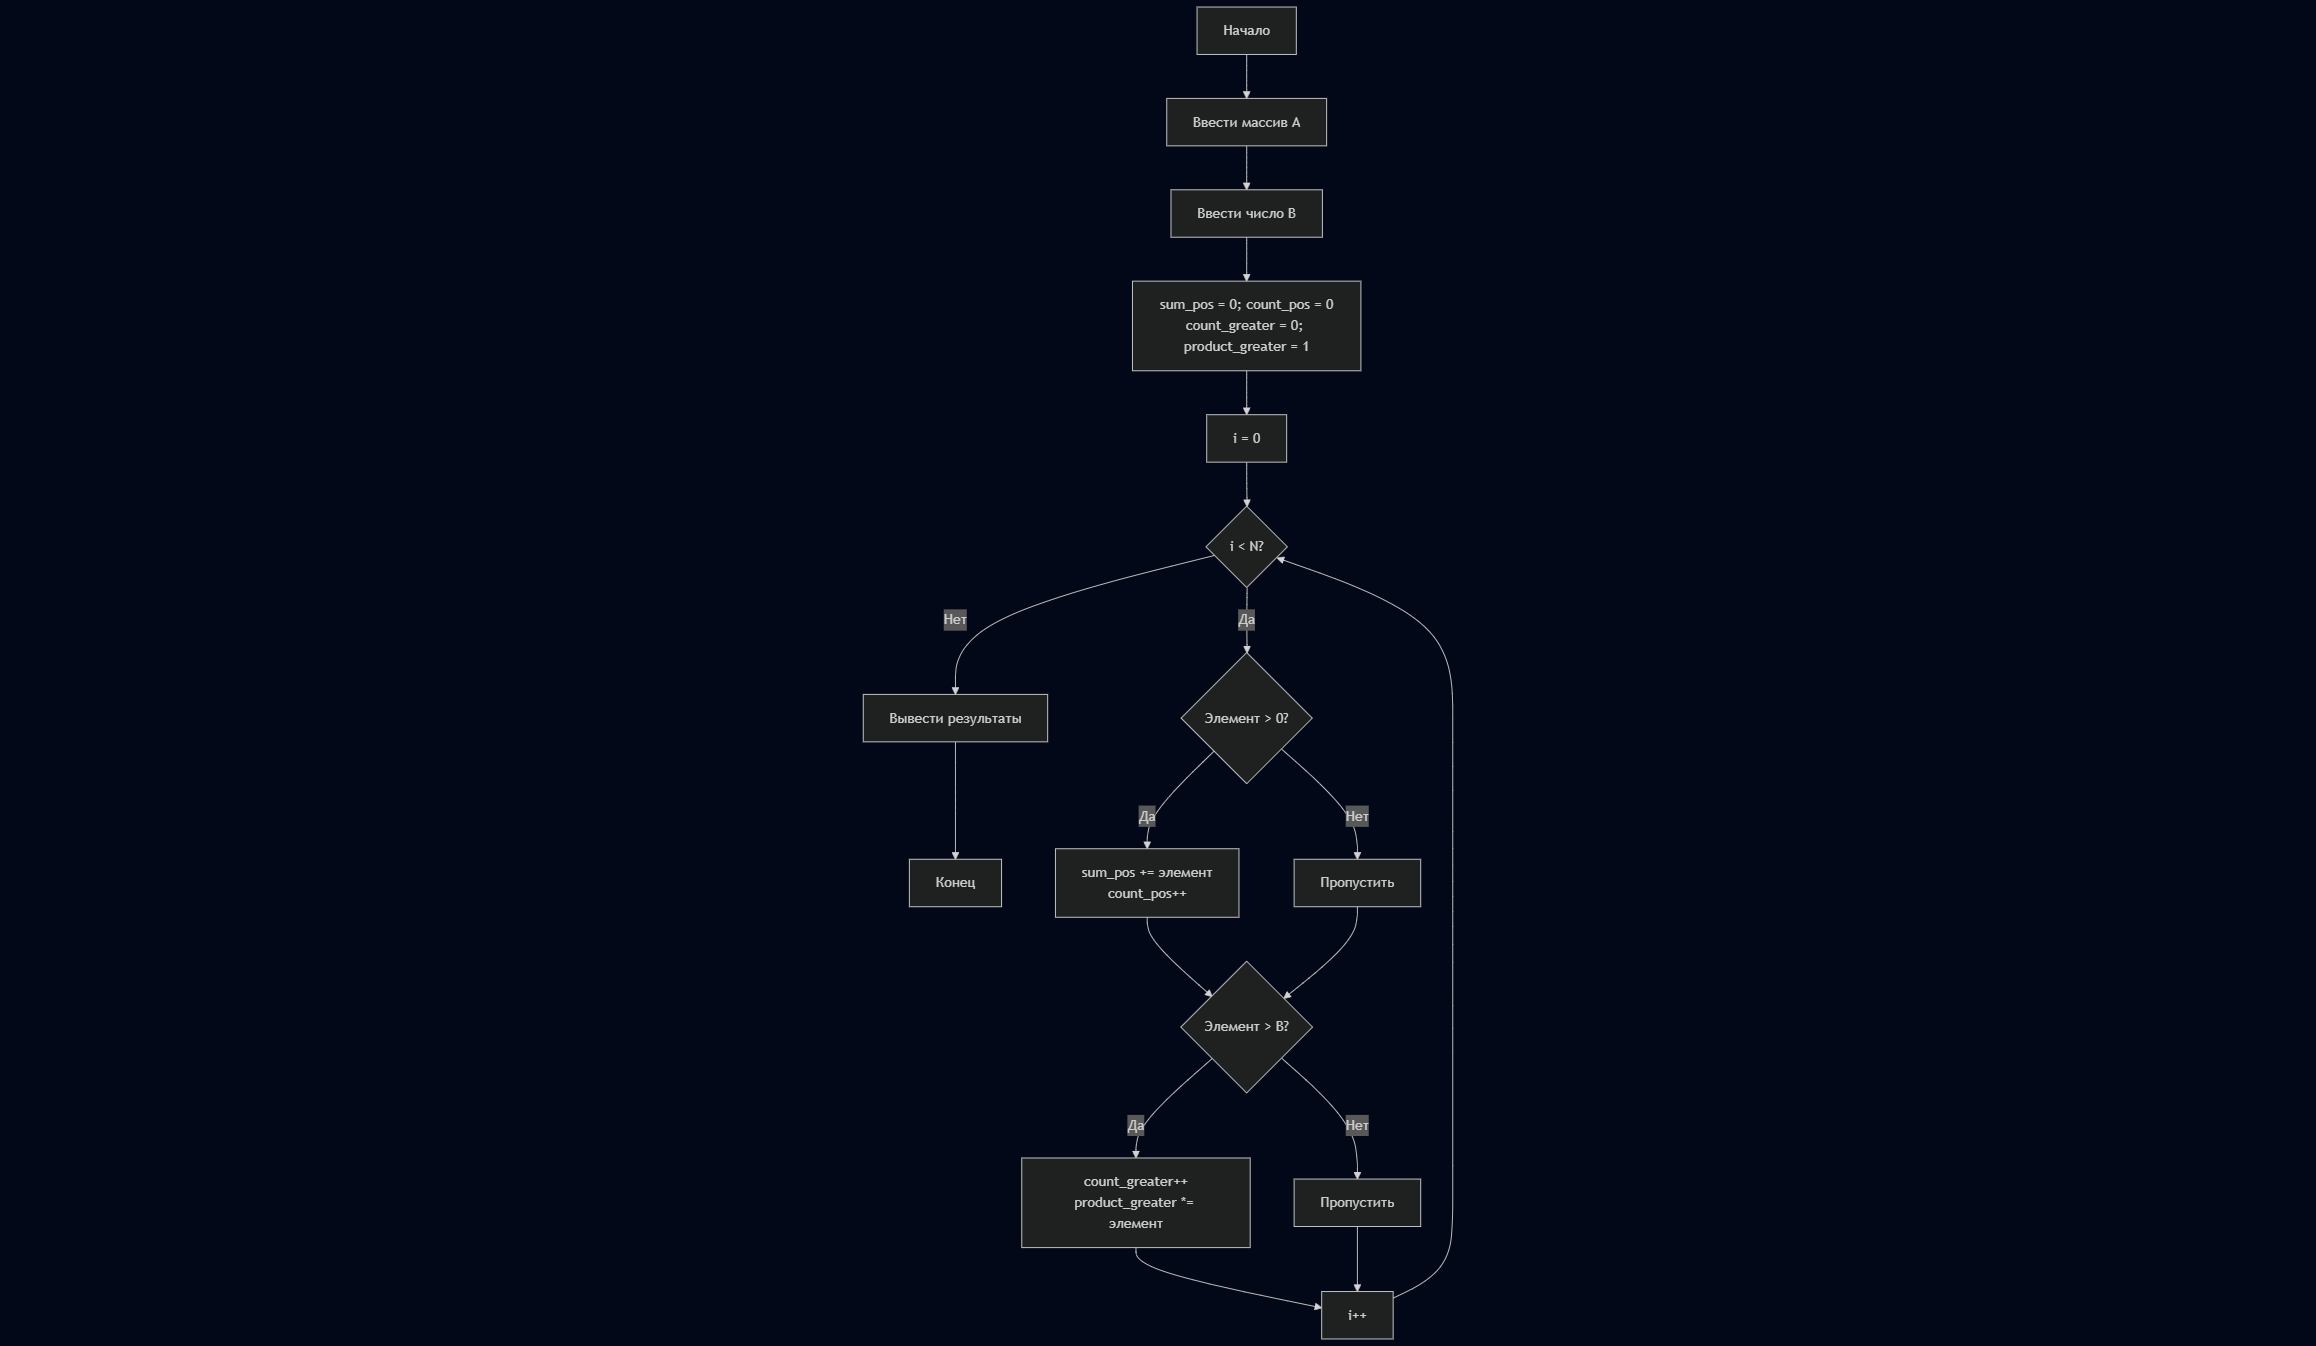 Начало
Ввести массив A
Ввести число B
sum_pos = 0; count_pos = 0
count_greater = 0;
product_greater = 1
i = 0
i < N?
Нет
Да
Вывести результаты
Элемент > 0?
Да
Нет
sum_pos += элемент
count_pos++
Пропустить
Конец
Элемент > B?
Да
Нет
count_greater++
product_greater *=
элемент
Пропустить
i++